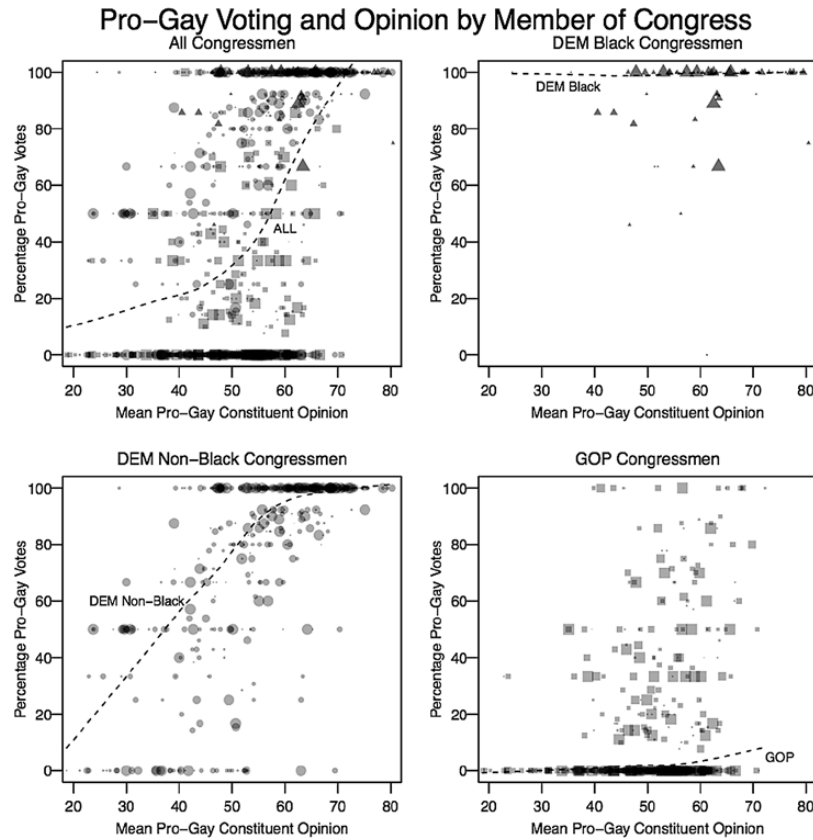 Pro-Gay Voting and Opinion by Member of Congress
All Congressmen
Percentage Pro-Gay Votes
100
80
60
40
20
0
ALL
20 30 40 50 60 70 80
Mean Pro-Gay Constituent Opinion
DEM Black Congressmen
Percentage Pro-Gay Votes
100
80
60
40
20
0
DEM Black
20 30 40 50 60 70 80
Mean Pro-Gay Constituent Opinion
DEM Non-Black Congressmen
Percentage Pro-Gay Votes
100
80
60
40
20
0
DEM Non-Black
20 30 40 50 60 70 80
Mean Pro-Gay Constituent Opinion
GOP Congressmen
Percentage Pro-Gay Votes
100
80
60
40
20
0
GOP
20 30 40 50 60 70 80
Mean Pro-Gay Constituent Opinion